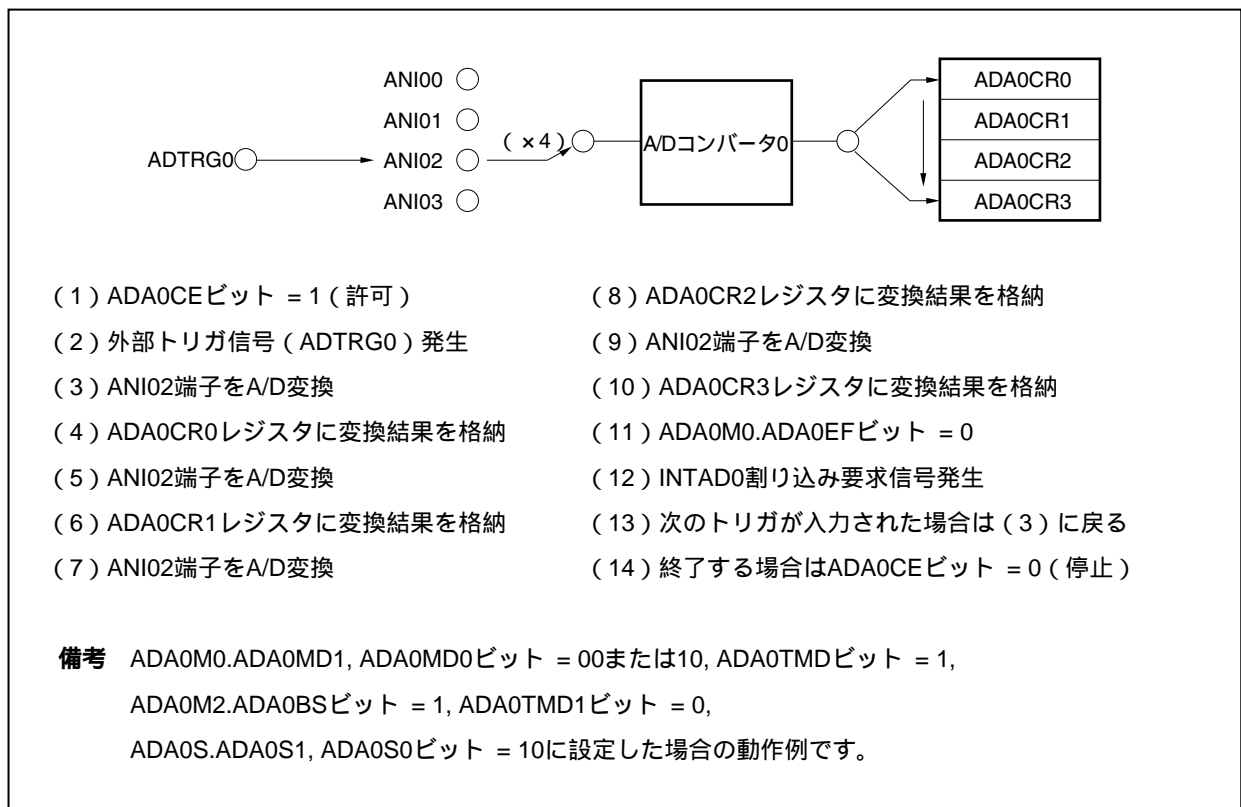 ANI00
ANI01
ADTRG0
ANI02
ANI03
(×4)
A/Dコンバータ0
ADA0CR0
ADA0CR1
ADA0CR2
ADA0CR3
(1)ADA0CEビット = 1(許可)
(2)外部トリガ信号(ADTRG0)発生
(3)ANI02端子をA/D変換
(4)ADA0CR0レジスタに変換結果を格納
(5)ANI02端子をA/D変換
(6)ADA0CR1レジスタに変換結果を格納
(7)ANI02端子をA/D変換
(8)ADA0CR2レジスタに変換結果を格納
(9)ANI02端子をA/D変換
(10)ADA0CR3レジスタに変換結果を格納
(11)ADA0M0.ADA0EFビット = 0
(12)INTAD0割り込み要求信号発生
(13)次のトリガが入力された場合は(3)に戻る
(14)終了する場合はADA0CEビット = 0(停止)
備考 ADA0M0.ADA0MD1, ADA0MD0ビット = 00または10, ADA0TMDビット = 1,
ADA0M2.ADA0BSビット = 1, ADA0TMD1ビット = 0,
ADA0S.ADA0S1, ADA0S0ビット = 10に設定した場合の動作例です。